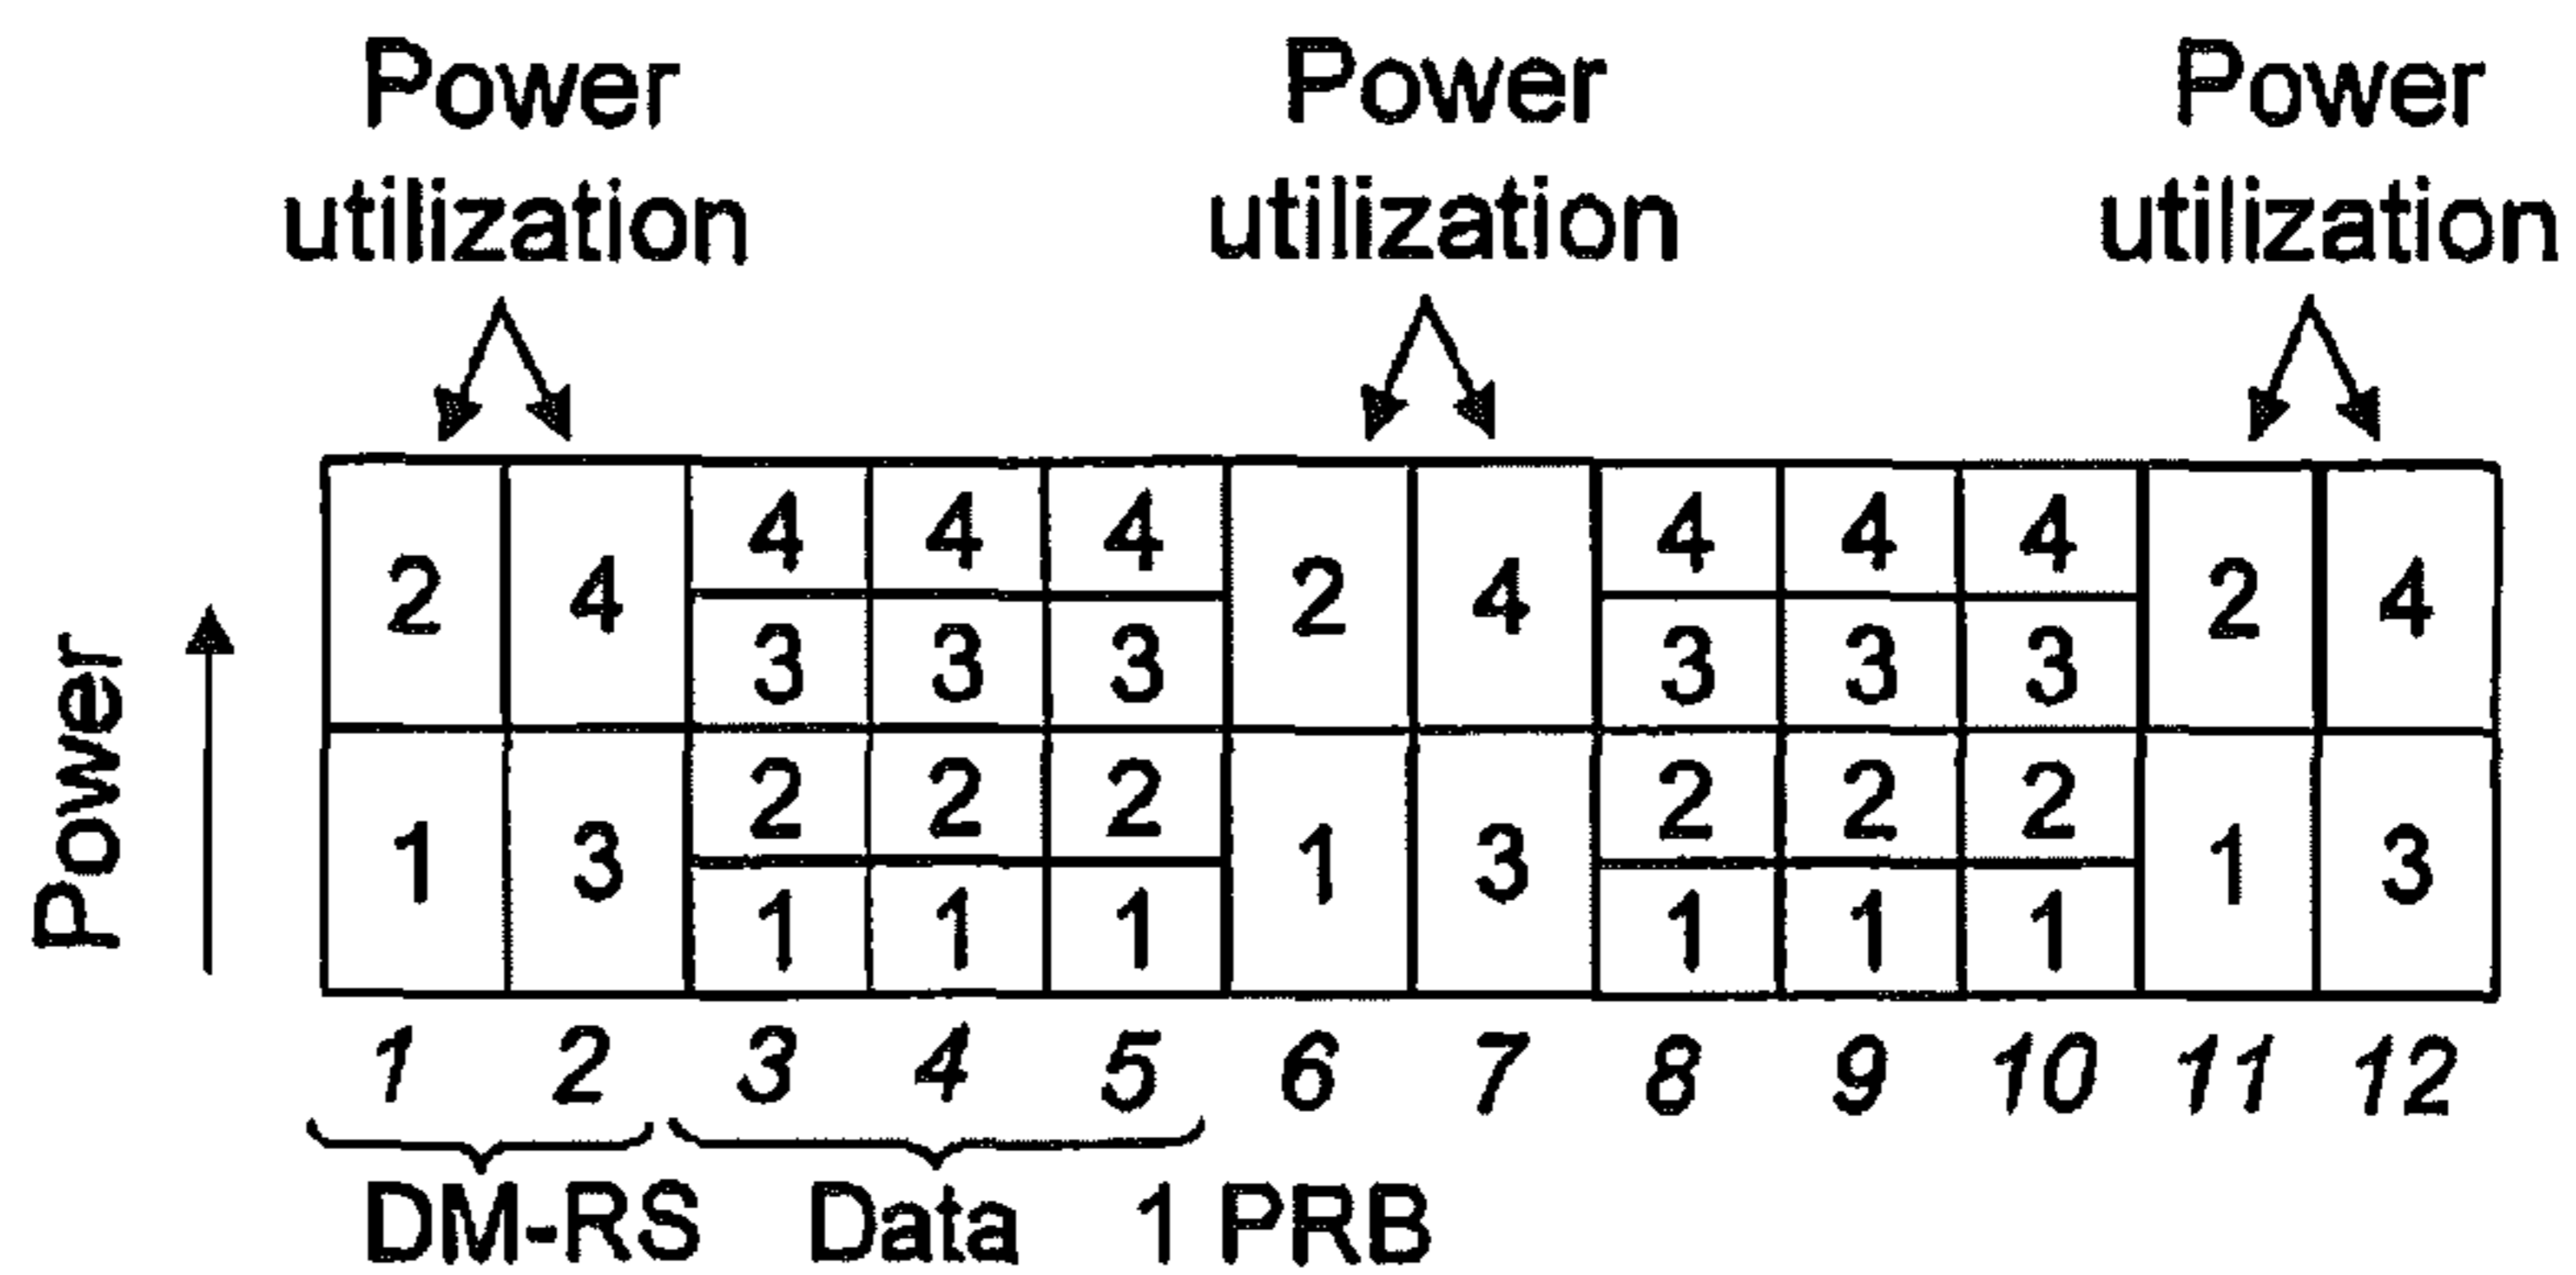 Power Power Power
utilization utilization utilization
2 4 4 4 4 2 4 4 4 4 2 4
3 3 3 3 3 3
Power
1 3 2 2 2 1 3 2 2 2 1 3
1 1 1 1 1 1
1 2 3 4 5 6 7 8 9 10 11 12
DM-RS Data 1 PRB